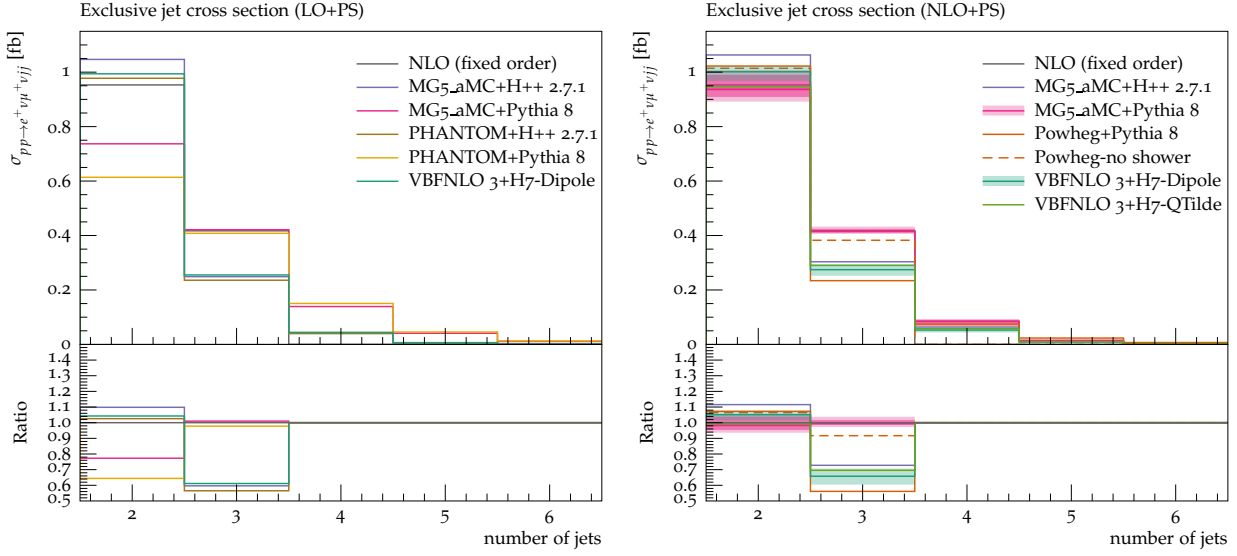 Exclusive jet cross section (LO+PS)
σ_{pp→e⁺νμ⁺νjj} [fb]
1
0.8
0.6
0.4
0.2
0
NLO (fixed order)
MG5_aMC+H++ 2.7.1
MG5_aMC+Pythia 8
PHANTOM+H++ 2.7.1
PHANTOM+Pythia 8
VBFNLO 3+H7-Dipole
Ratio
1.4
1.3
1.2
1.1
1.0
0.9
0.8
0.7
0.6
0.5
2 3 4 5 6
number of jets
Exclusive jet cross section (NLO+PS)
σ_{pp→e⁺νμ⁺νjj} [fb]
1
0.8
0.6
0.4
0.2
0
NLO (fixed order)
MG5_aMC+H++ 2.7.1
MG5_aMC+Pythia 8
Powheg+Pythia 8
Powheg-no shower
VBFNLO 3+H7-Dipole
VBFNLO 3+H7-QTilde
Ratio
1.4
1.3
1.2
1.1
1.0
0.9
0.8
0.7
0.6
0.5
2 3 4 5 6
number of jets